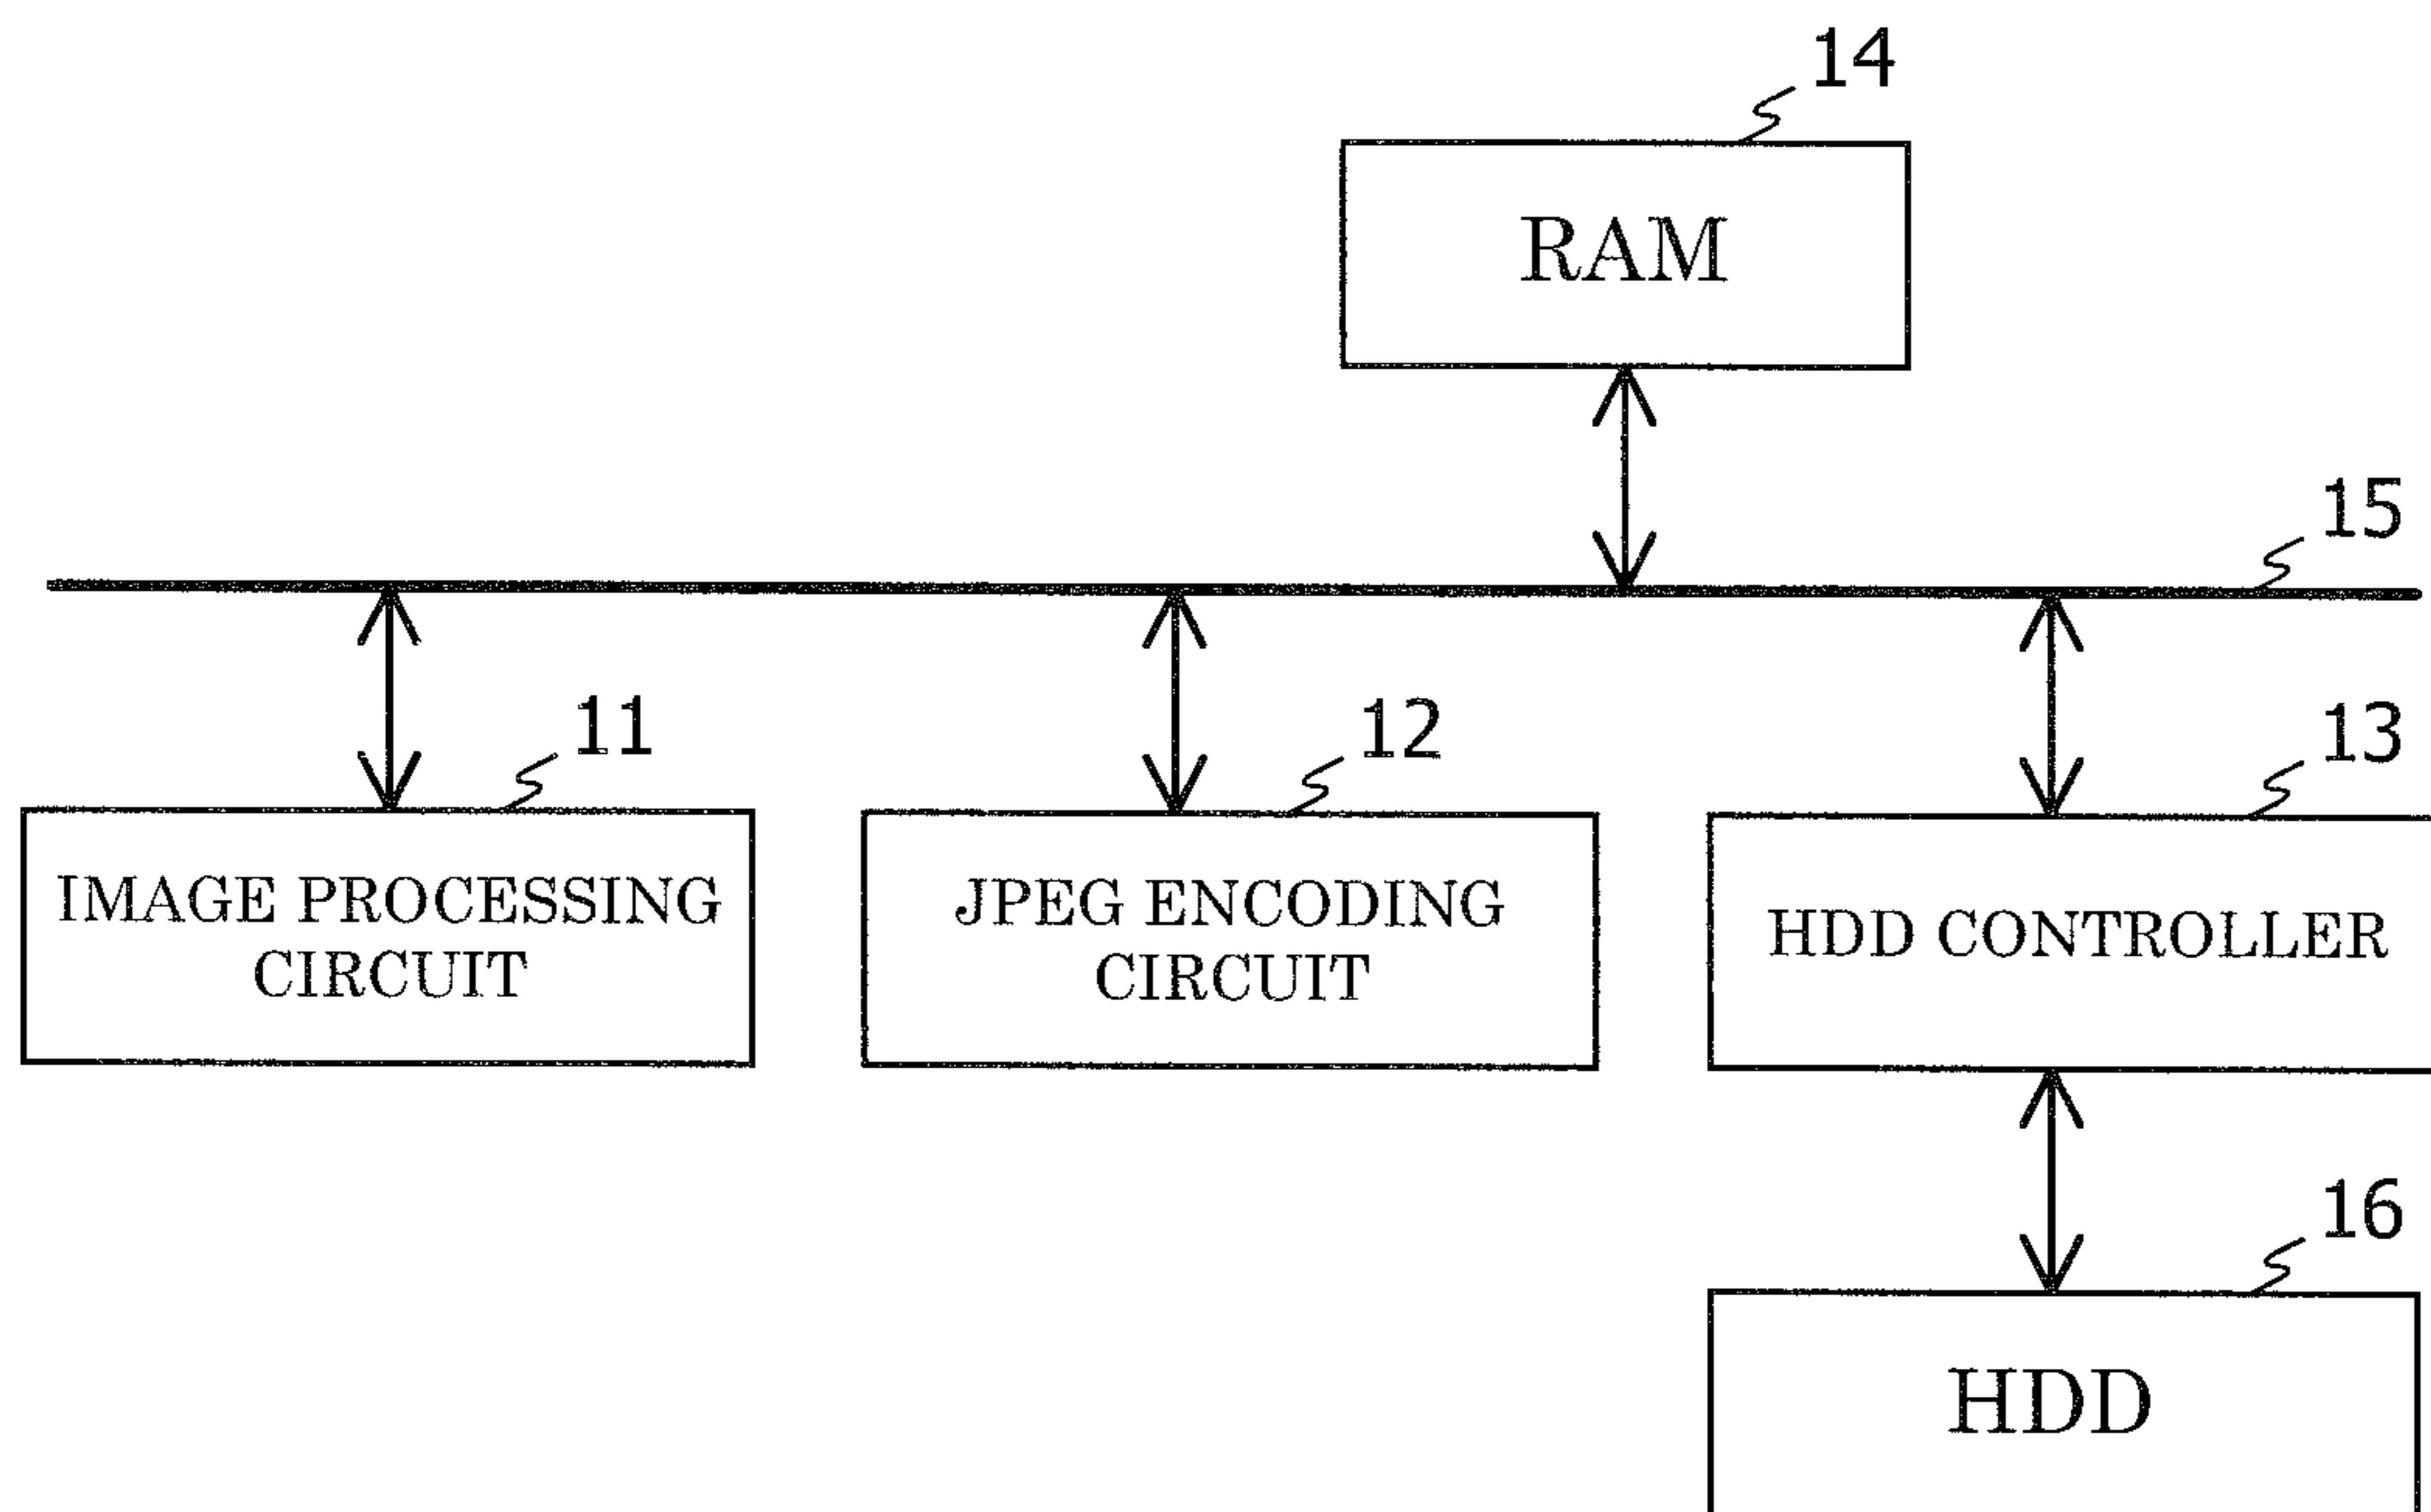 14
RAM
15
11
12
13
IMAGE PROCESSING
CIRCUIT
JPEG ENCODING
CIRCUIT
HDD CONTROLLER
16
HDD